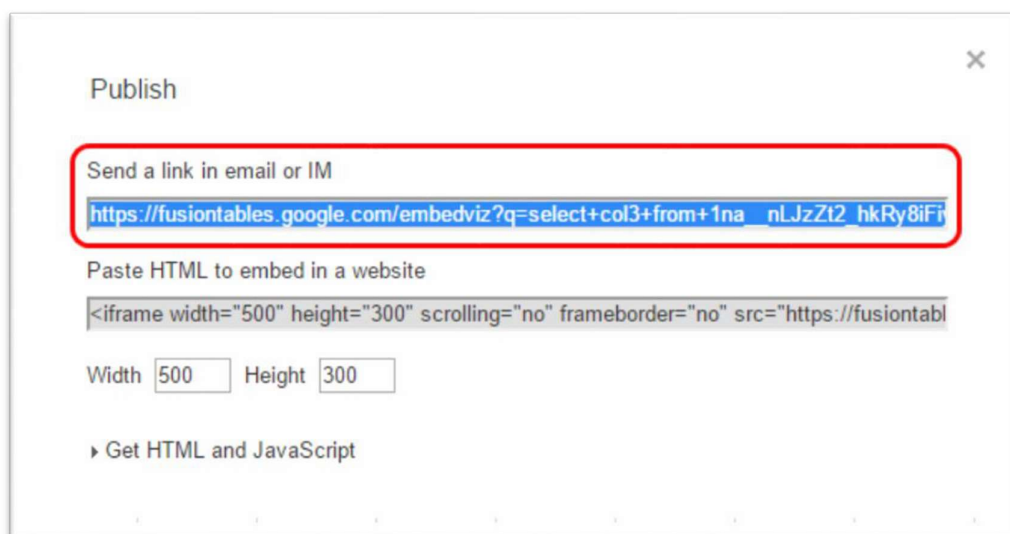 Publish
Send a link in email or IM
https://fusiontables.google.com/embedviz?q=select+col3+from+1na__nLJzZt2_hkRy8iFi
Paste HTML to embed in a website
<iframe width="500" height="300" scrolling="no" frameborder="no" src="https://fusiontabl
Width 500 Height 300
Get HTML and JavaScript